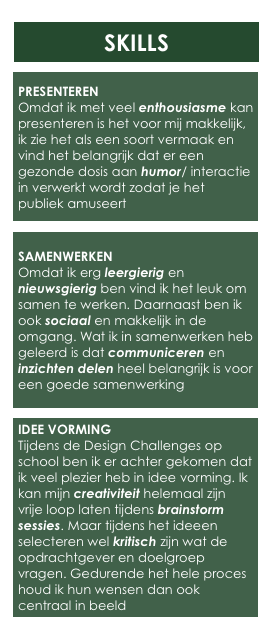 SKILLS
PRESENTEREN
Omdat ik met veel enthousiasme kan
presenteren is het voor mij makkelijk,
ik zie het als een soort vermaak en
vind het belangrijk dat er een
gezonde dosis aan humor/ interactie
in verwerkt wordt zodat je het
publiek amuseert
SAMENWERKEN
Omdat ik erg leergierig en
nieuwsgierig ben vind ik het leuk om
samen te werken. Daarnaast ben ik
ook sociaal en makkelijk in de
omgang. Wat ik in samenwerken heb
geleerd is dat communiceren en
inzichten delen heel belangrijk is voor
een goede samenwerking
IDEE VORMING
Tijdens de Design Challenges op
school ben ik er achter gekomen dat
ik veel plezier heb in idee vorming. Ik
kan mijn creativiteit helemaal zijn
vrije loop laten tijdens brainstorm
sessies. Maar tijdens het ideeen
selecteren wel kritisch zijn wat de
opdrachtgever en doelgroep
vragen. Gedurende het hele proces
houd ik hun wensen dan ook
centraal in beeld